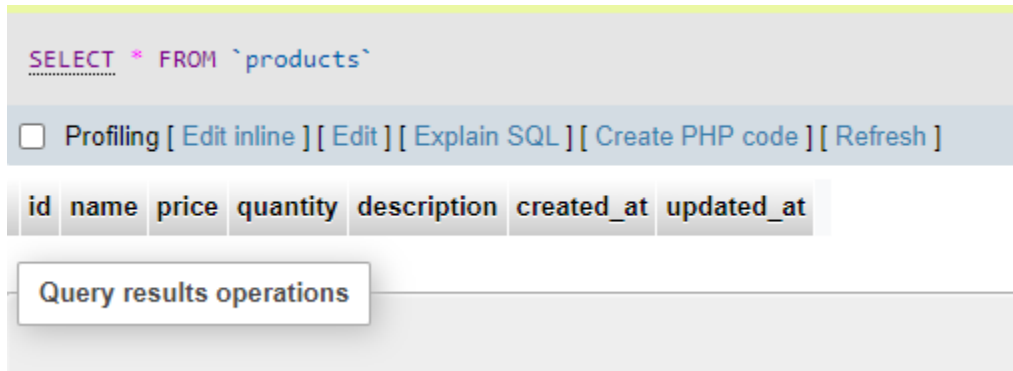 SELECT * FROM `products`
Profiling [ Edit inline ] [ Edit ] [ Explain SQL ] [ Create PHP code ] [ Refresh ]
id name price quantity description created_at updated_at
Query results operations